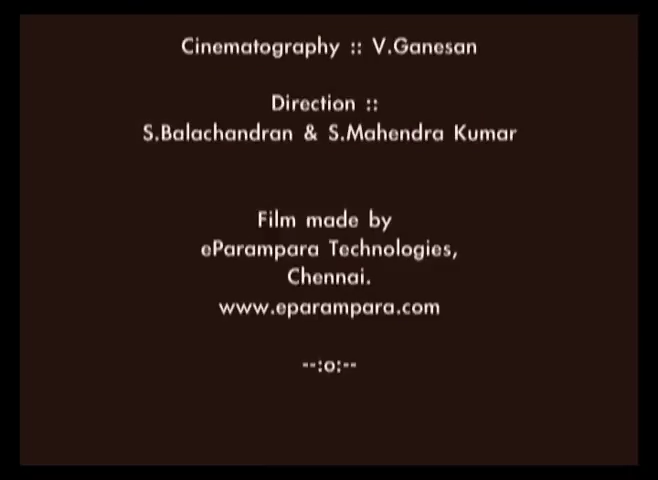 Cinematography :: V.Ganesan
Direction ::
S.Balachandran & S.Mahendra Kumar
Film made by
eParampara Technologies,
Chennai.
www.eparampara.com
--:o:--